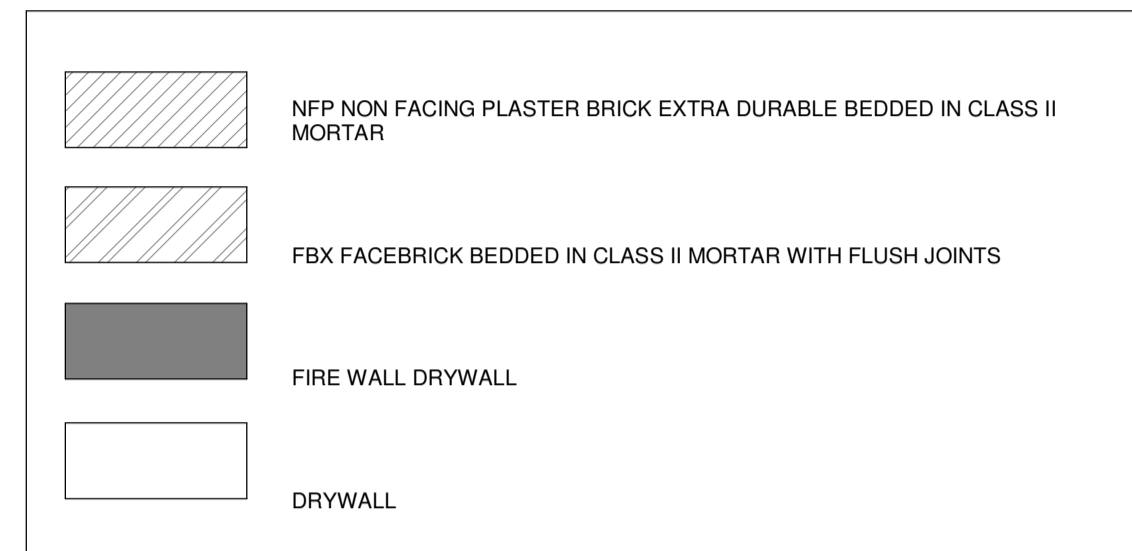 NFP NON FACING PLASTER BRICK EXTRA DURABLE BEDDED IN CLASS II
MORTAR
FBX FACEBRICK BEDDED IN CLASS II MORTAR WITH FLUSH JOINTS
FIRE WALL DRYWALL
DRYWALL